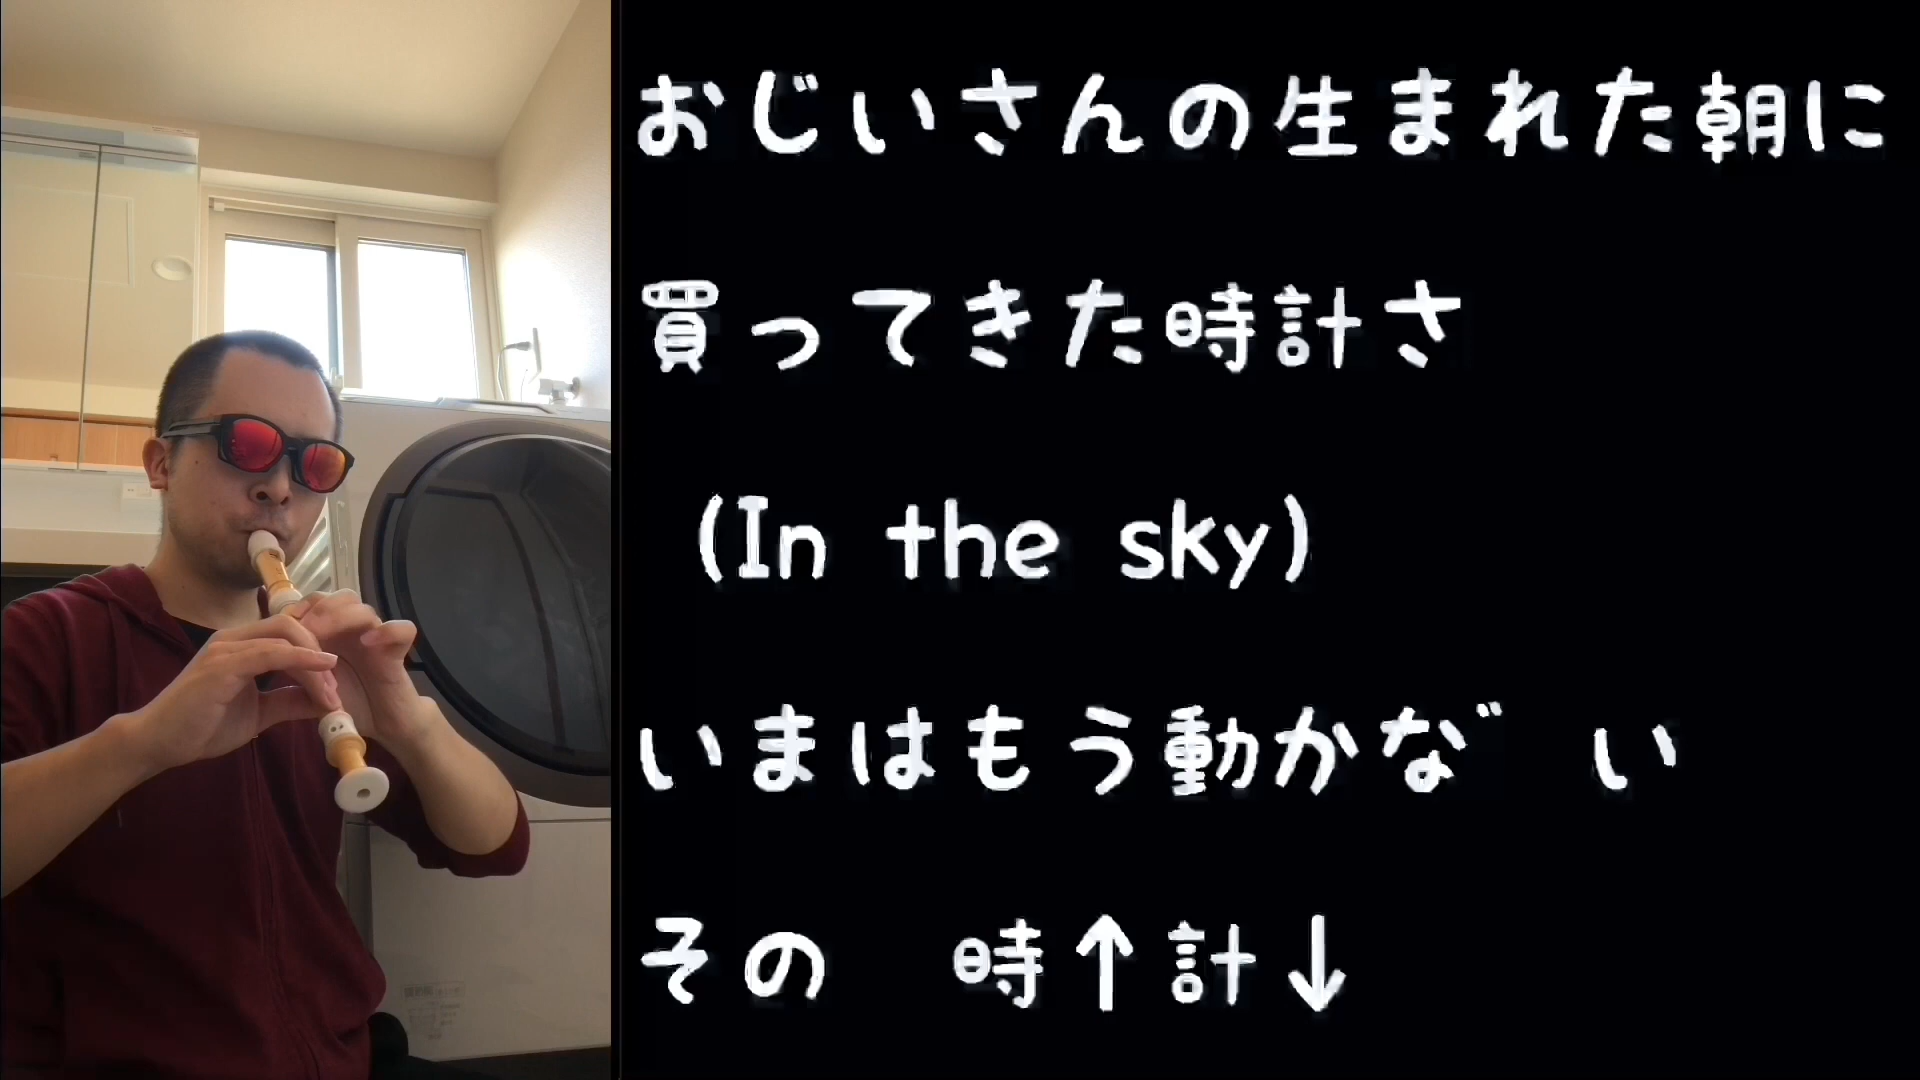 おじいさんの生まれた朝に
買ってきた時計さ
(In the sky)
いまはもう動かな゛ い
その 時↑計↓